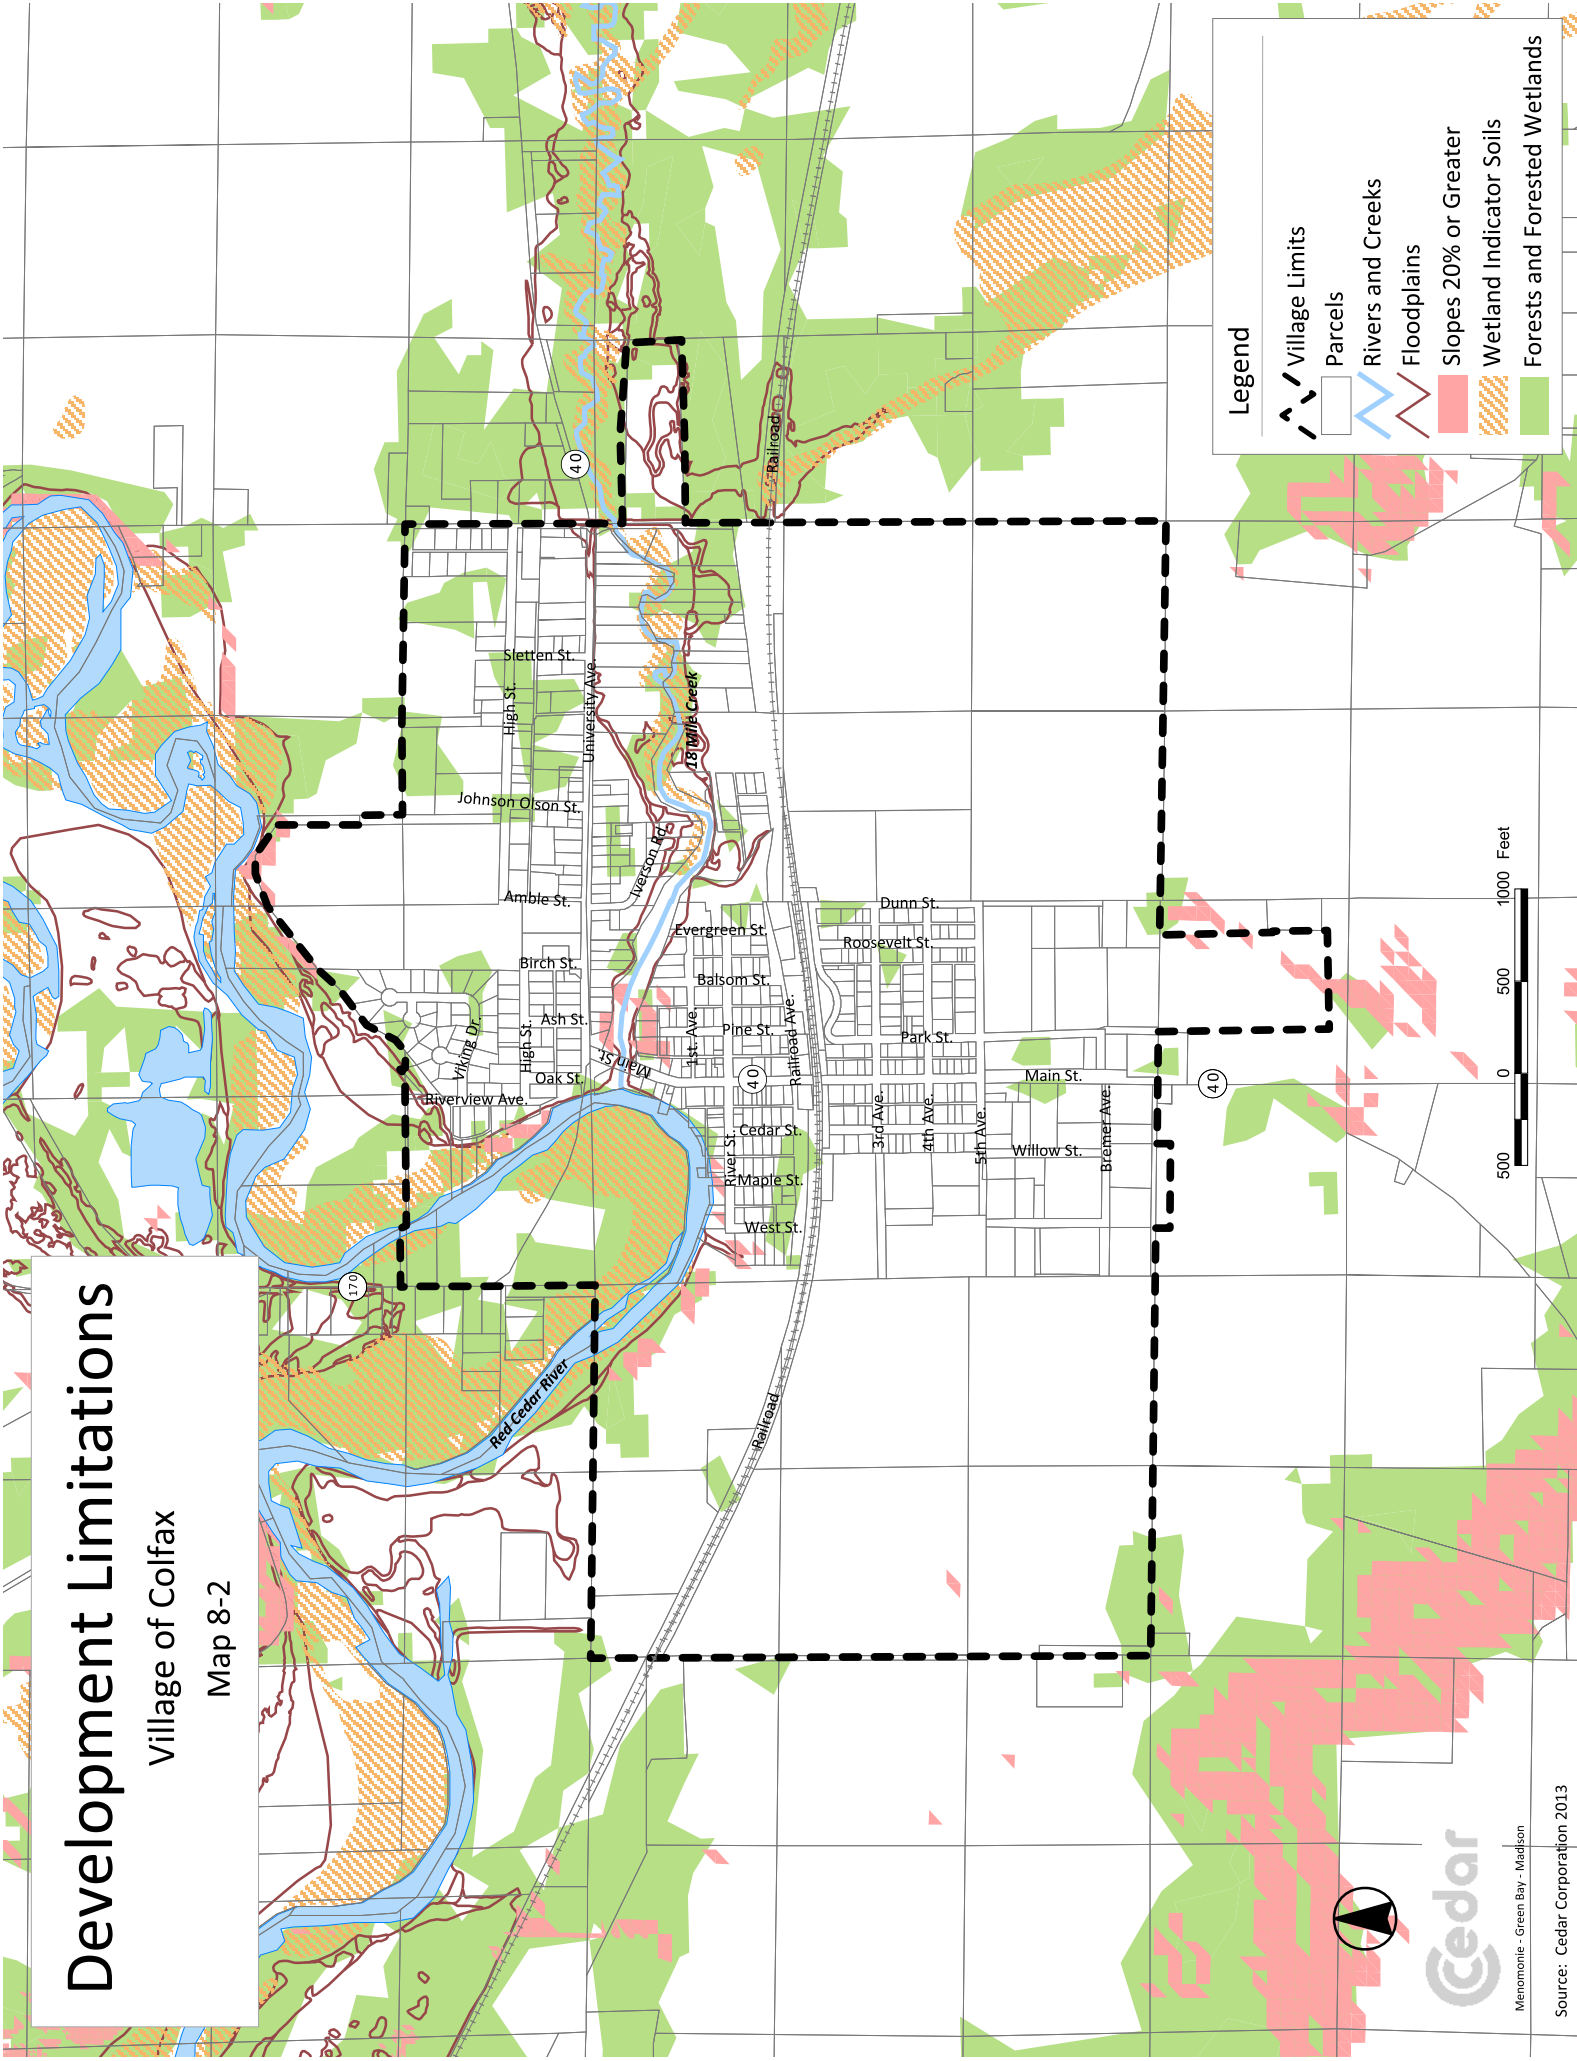 Development Limitations
Village of Colfax
Map 8-2
Legend
Village Limits
Parcels
Rivers and Creeks
Floodplains
Slopes 20% or Greater
Wetland Indicator Soils
Forests and Forested Wetlands
40
Railroad
Sletten St.
High St.
University Ave.
18 Mile Creek
Johnson Olson St.
Iverson Rd.
Amble St.
Dunn St.
Evergreen St.
Roosevelt St.
Birch St.
Balsom St.
Ash St.
Pine St.
Park St.
Viking Dr.
High St.
1st. Ave.
Railroad Ave.
Main St.
Oak St.
40
Main St.
40
Riverview Ave.
3rd Ave.
4th Ave.
5th Ave.
Bremer Ave.
River St.
Cedar St.
Willow St.
Maple St.
West St.
170
Red Cedar River
Railroad
500 0 500 1000 Feet
Cedar
Menomonie - Green Bay - Madison
Source: Cedar Corporation 2013